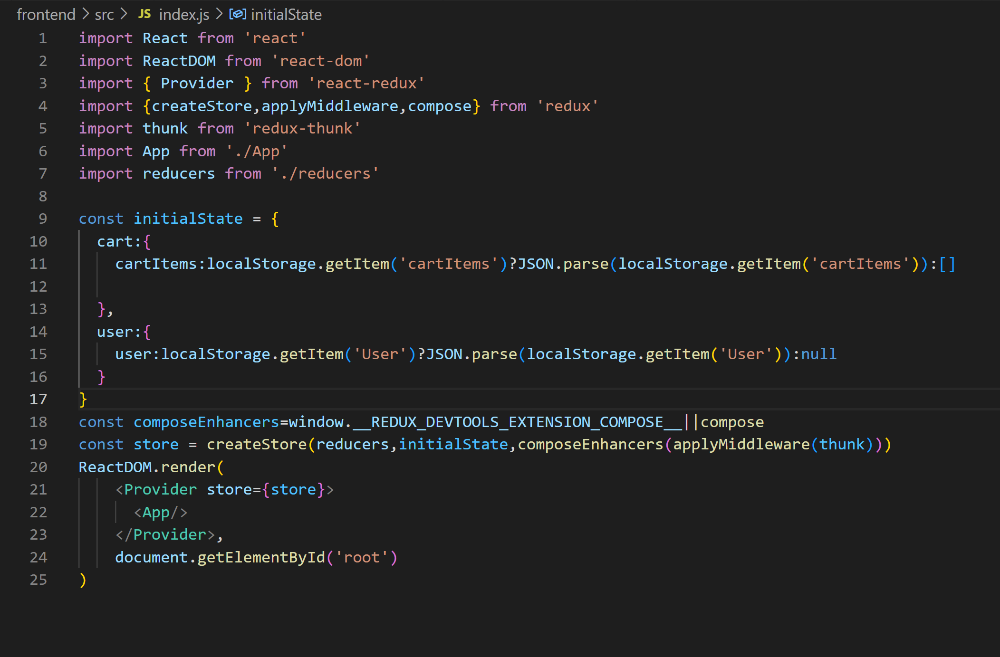 frontend > src > JS index.js > initialState
1 import React from 'react'
2 import ReactDOM from 'react-dom'
3 import { Provider } from 'react-redux'
4 import {createStore,applyMiddleware,compose} from 'redux'
5 import thunk from 'redux-thunk'
6 import App from './App'
7 import reducers from './reducers'
8
9 const initialState = {
10   cart:{
11     cartItems:localStorage.getItem('cartItems')?JSON.parse(localStorage.getItem('cartItems')):[]
12
13   },
14   user:{
15     user:localStorage.getItem('User')?JSON.parse(localStorage.getItem('User')):null
16   }
17 }
18 const composeEnhancers=window.__REDUX_DEVTOOLS_EXTENSION_COMPOSE__||compose
19 const store = createStore(reducers,initialState,composeEnhancers(applyMiddleware(thunk)))
20 ReactDOM.render(
21     <Provider store={store}>
22       <App/>
23     </Provider>,
24     document.getElementById('root')
25 )